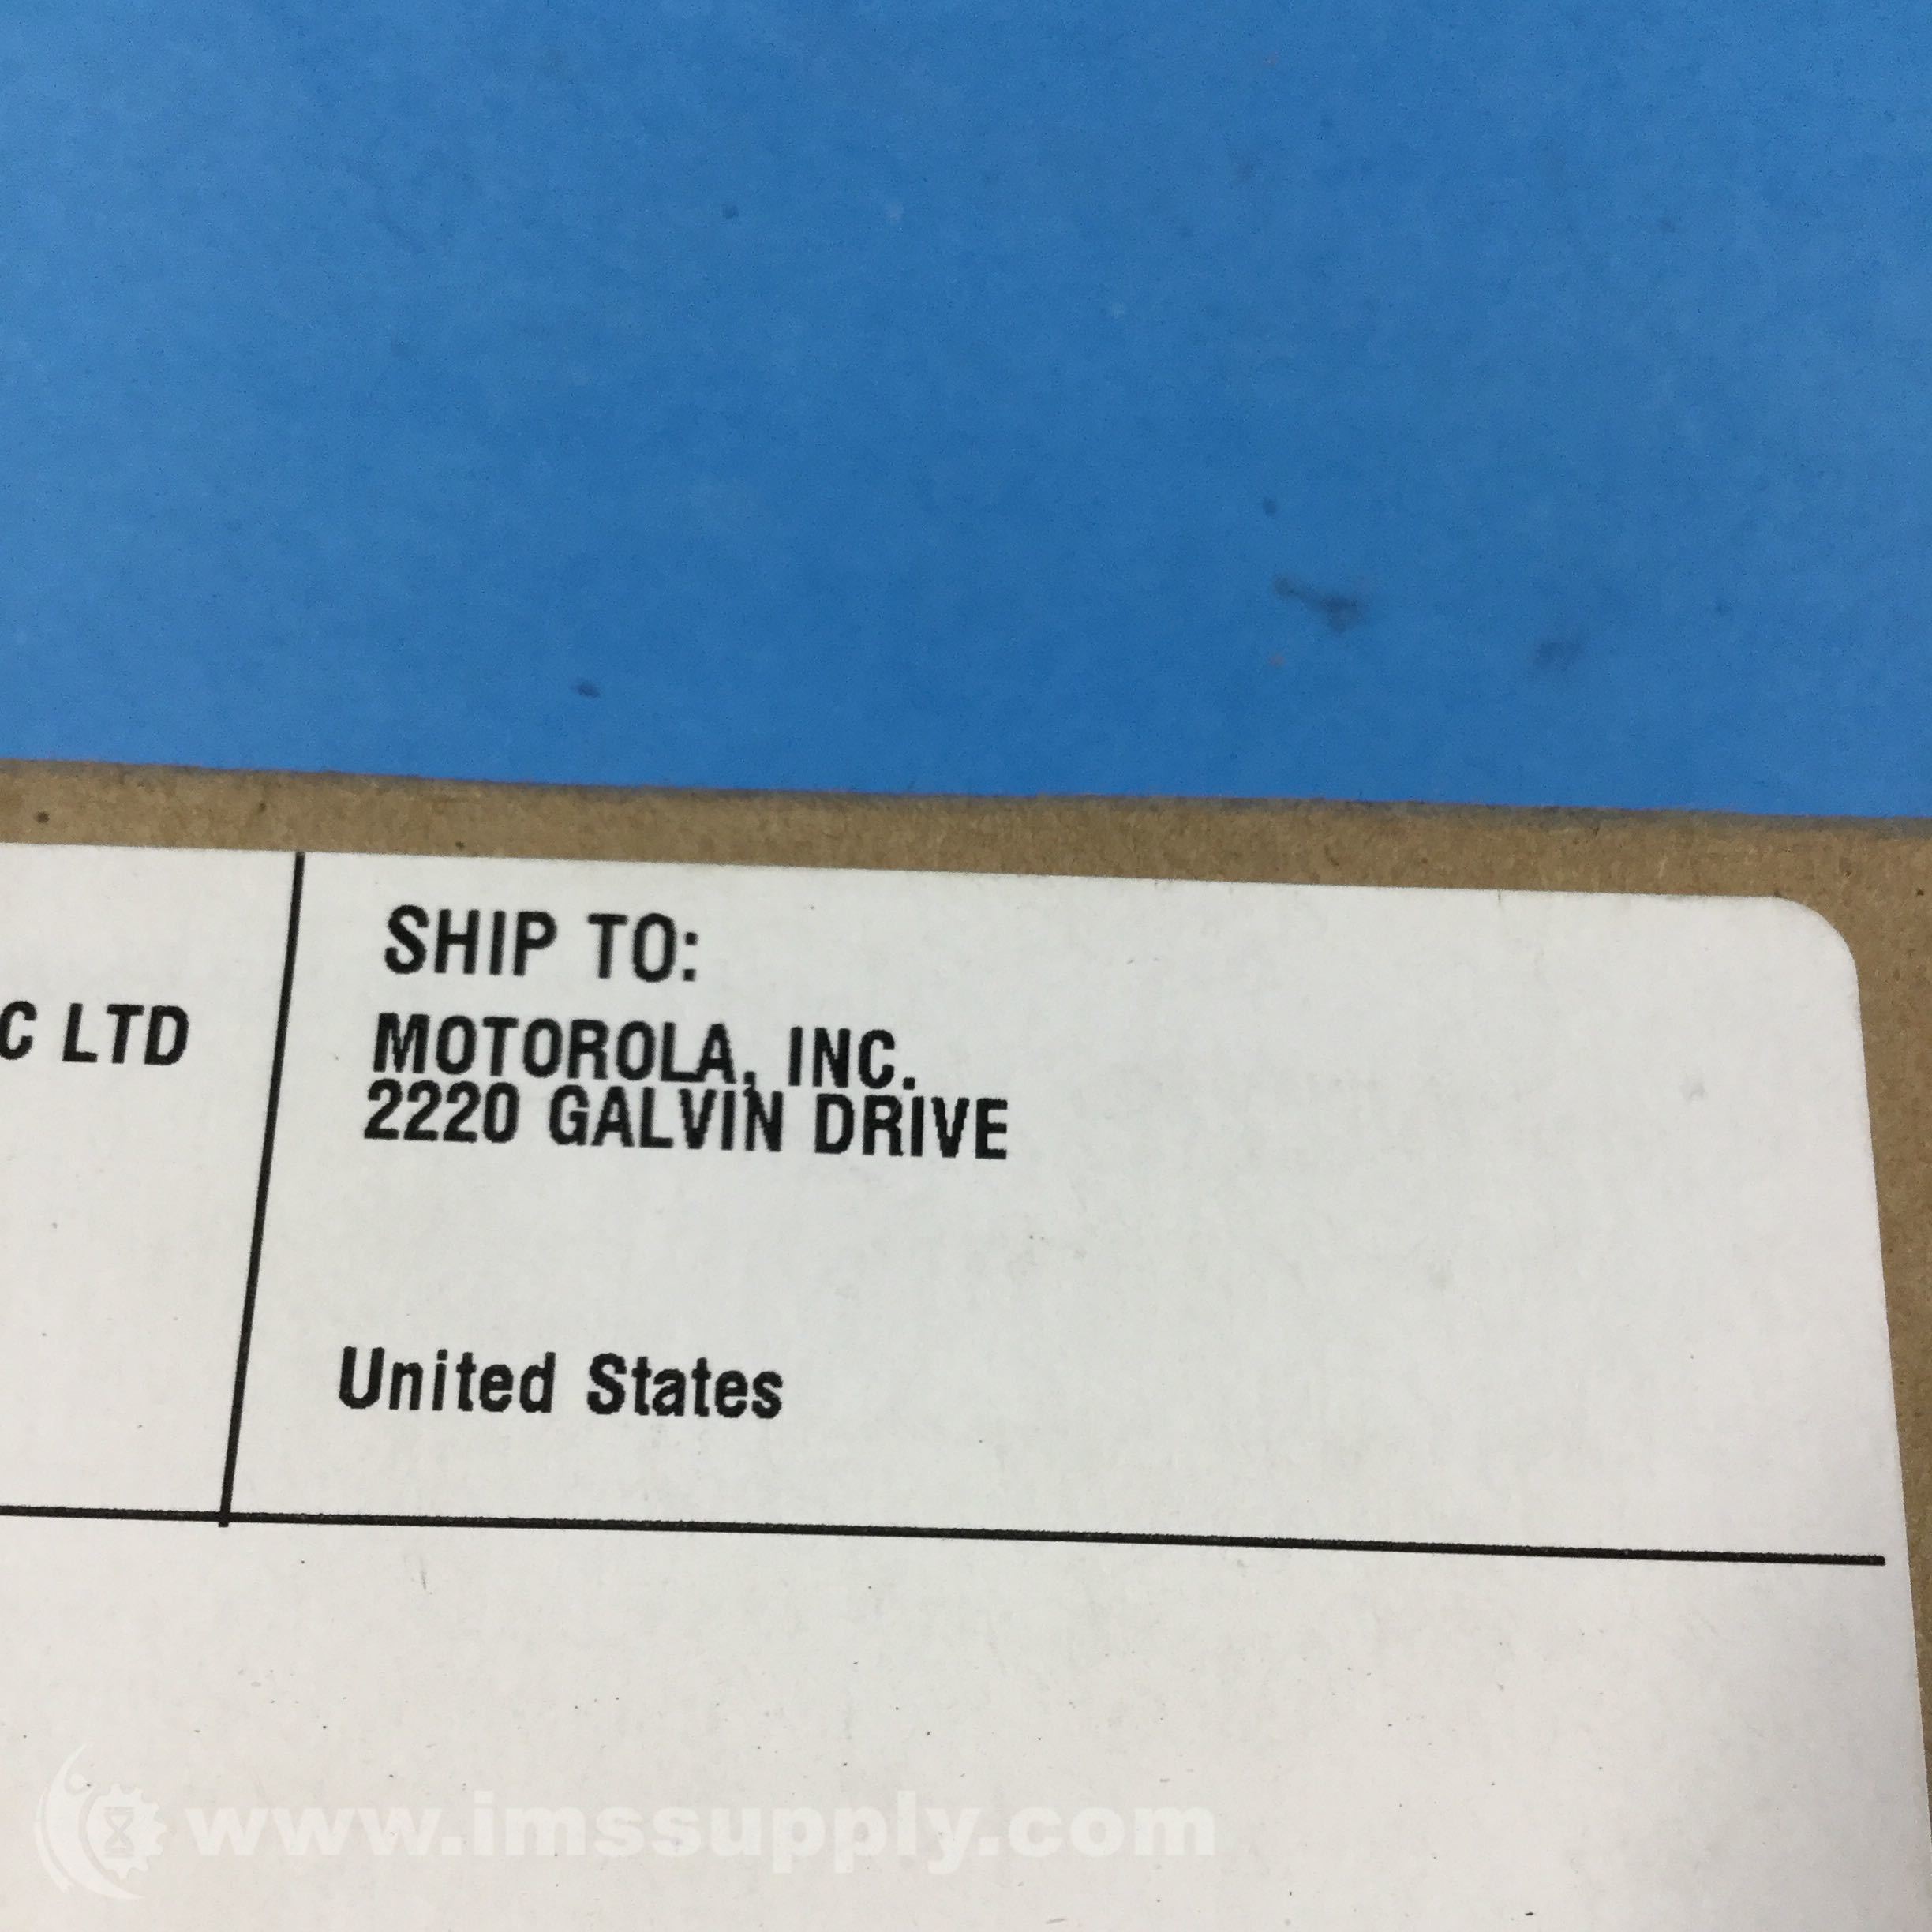 SHIP TO:
C LTD
MOTOROLA, INC.
2220 GALVIN DRIVE
United States
www.imssupply.com